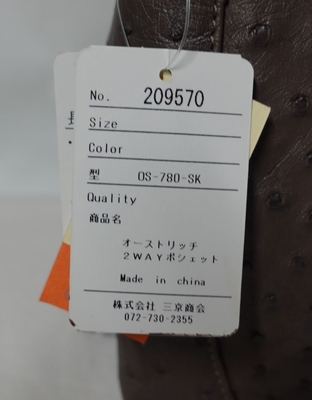 No. 209570
Size
Color
型 OS-780-SK
Quality
商品名
オーストリッチ
2WAYポシェット
Made in china
株式会社 三京商会
072-730-2355